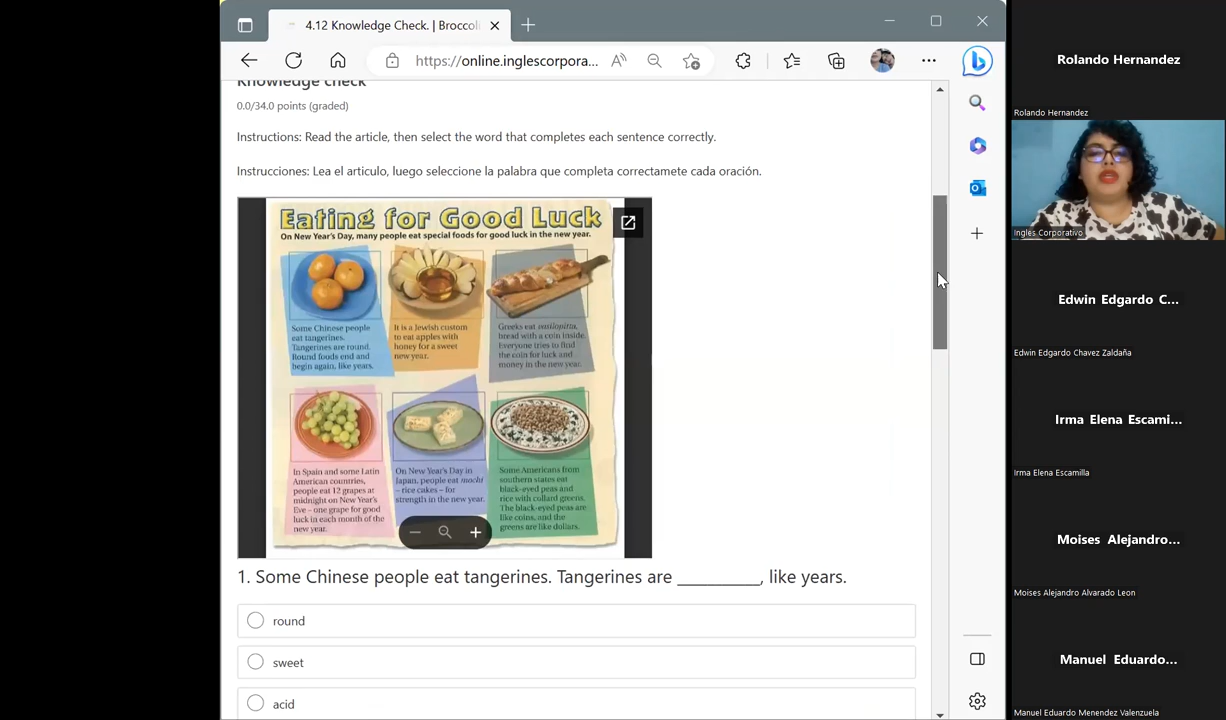 4.12 Knowledge Check. | Broccoli
https://online.inglescorpora...
Knowledge check
0.0/34.0 points (graded)
Instructions: Read the article, then select the word that completes each sentence correctly.
Instrucciones: Lea el articulo, luego seleccione la palabra que completa correctamete cada oración.
Eating for Good Luck
On New Year's Day, many people eat special foods for good luck in the new year.
Some Chinese people
eat tangerines.
Tangerines are round.
Round foods end and
begin again, like years.
It is a Jewish custom
to eat apples with
honey for a sweet
new year.
Greeks eat vasilopitta,
bread with a coin inside.
Everyone tries to find
the coin for luck and
money in the new year.
In Spain and some Latin
American countries,
people eat 12 grapes at
midnight on New Year's
Eve – one grape for good
luck in each month of the
new year.
On New Year's Day in
Japan, people eat mochi
– rice cakes – for
strength in the new year.
Some Americans from
southern states eat
black-eyed peas and
rice with collard greens.
The black-eyed peas are
like coins, and the
greens are like dollars.
1. Some Chinese people eat tangerines. Tangerines are __________, like years.
round
sweet
acid
Rolando Hernandez
Rolando Hernandez
Ingles Corporativo
Edwin Edgardo C...
Edwin Edgardo Chavez Zaldaña
Irma Elena Escami...
Irma Elena Escamilla
Moises Alejandro...
Moises Alejandro Alvarado Leon
Manuel Eduardo...
Manuel Eduardo Menendez Valenzuela